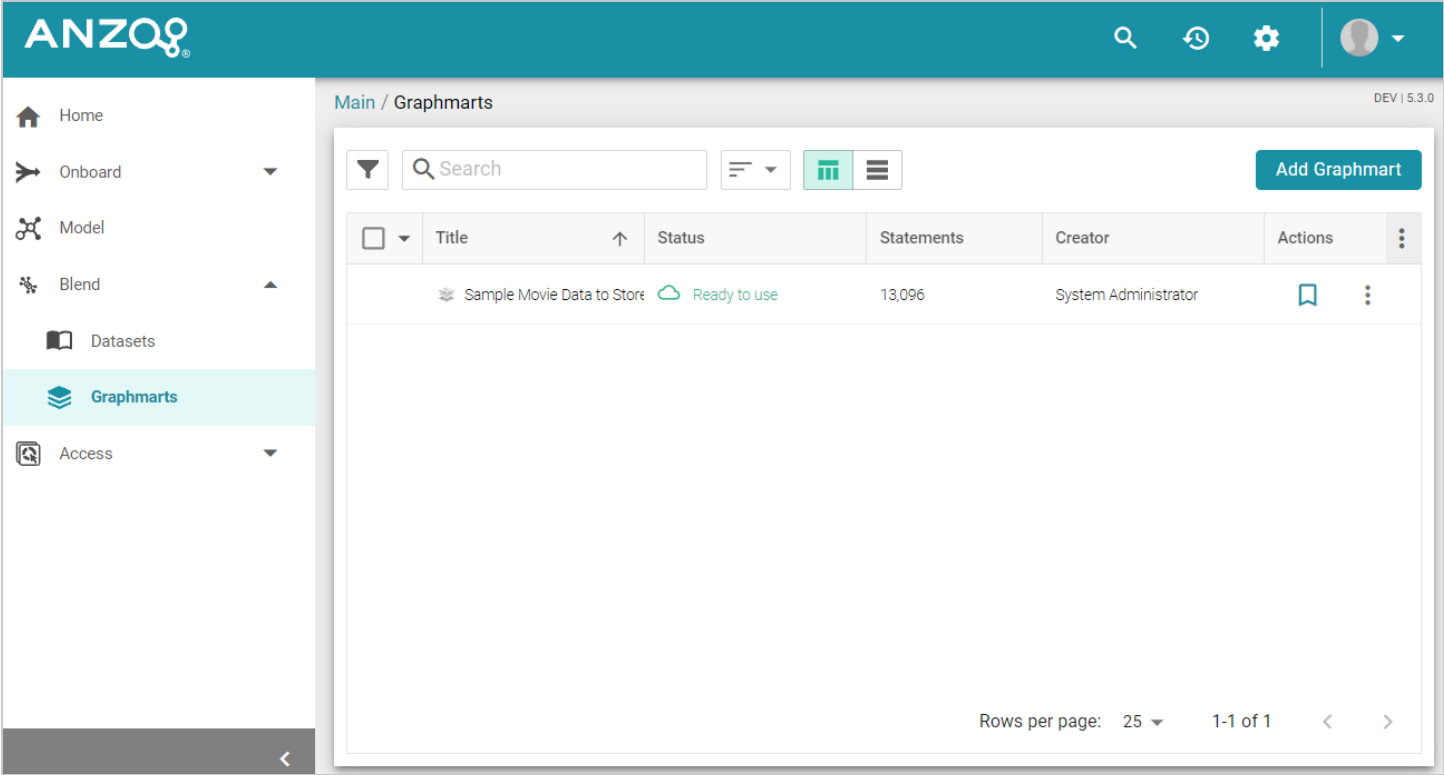 ANZO®
DEV | 5.3.0
Home
Onboard
Model
Blend
Datasets
Graphmarts
Access
Main / Graphmarts
Search
Add Graphmart
Title Status Statements Creator Actions
Sample Movie Data to Store Ready to use 13,096 System Administrator
Rows per page: 25 1-1 of 1